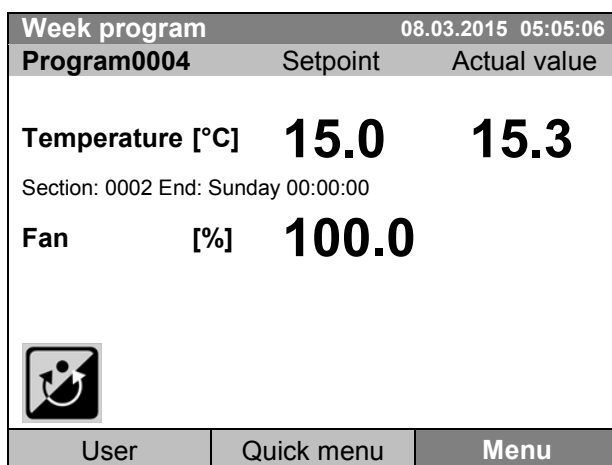 Week program 08.03.2015 05:05:06
Program0004 Setpoint Actual value
Temperature [°C] 15.0 15.3
Section: 0002 End: Sunday 00:00:00
Fan [%] 100.0
User Quick menu Menu